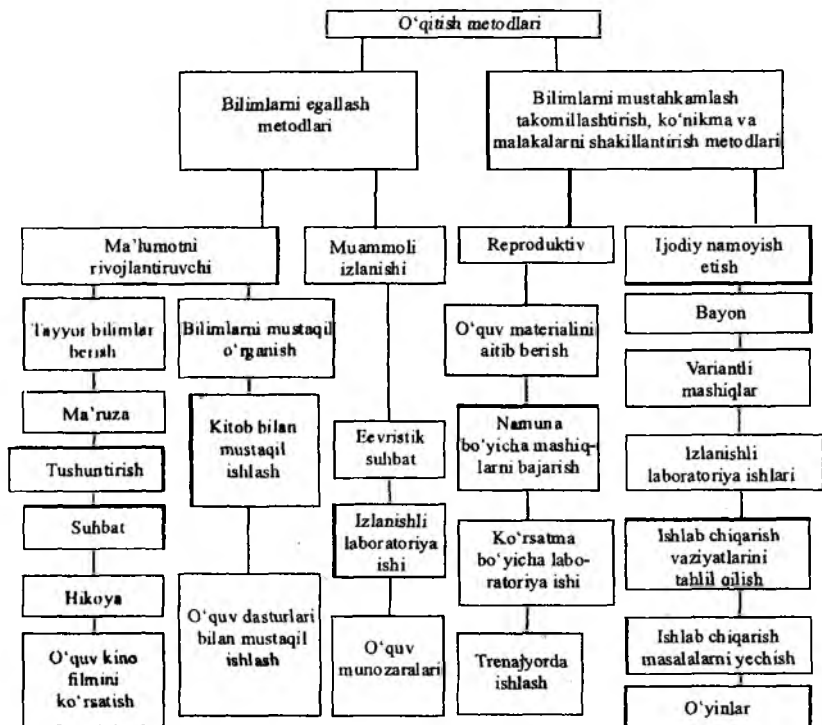 O‘qitish metodlari
Bilimlarni egallash
metodlari
Bilimlarni mustahkamlash
takomillashtirish, ko‘nikma va
malakalarni shakillantirish metodlari
Ma’lumotni
rivojlantiruvchi
Muammoli
izlanishi
Reproduktiv
Ijodiy namoyish
etish
Tayyor bilimlar
berish
Ma’ruza
Tushuntirish
Suhbat
Hikoya
O‘quv kino
filmini
ko‘rsatish
Bilimlarni mustaqil
o‘rganish
Kitob bilan
mustaqil
ishlash
O‘quv dasturlari
bilan mustaqil
ishlash
Eevristik
suhbat
Izlanishli
laboratoriya
ishi
O‘quv
munozaralari
O‘quv materialini
aitib berish
Namuna
bo‘yicha mashiq-
larni bajarish
Ko‘rsatma
bo‘yicha labo-
ratoriya ishi
Trenajyorda
ishlash
Bayon
Variantli
mashiqlar
Izlanishli
laboratoriya ishlari
Ishlab chiqarish
vaziyatlarini
tahlil qilish
Ishlab chiqarish
masalalarni yechish
O‘yinlar